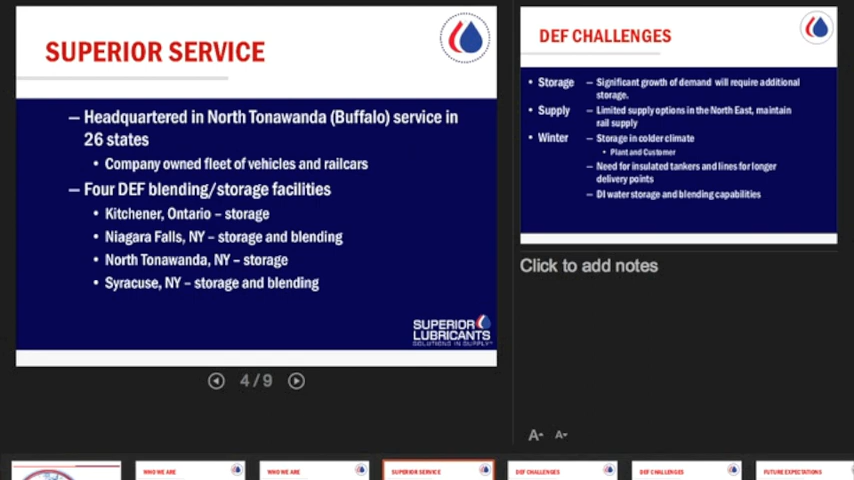 SUPERIOR SERVICE
– Headquartered in North Tonawanda (Buffalo) service in
26 states
• Company owned fleet of vehicles and railcars
– Four DEF blending/storage facilities
• Kitchener, Ontario – storage
• Niagara Falls, NY – storage and blending
• North Tonawanda, NY – storage
• Syracuse, NY – storage and blending
SUPERIOR
LUBRICANTS
SOLUTIONS IN SUPPLY
4/9
DEF CHALLENGES
• Storage – Significant growth of demand will require additional
storage.
• Supply – Limited supply options in the North East, maintain
rail supply
• Winter – Storage in colder climate
• Plant and Customer
– Need for insulated tankers and lines for longer
delivery points
– DI water storage and blending capabilities
Click to add notes
A A
WHO WE ARE
WHO WE ARE
SUPERIOR SERVICE
DEF CHALLENGES
DEF CHALLENGES
FUTURE EXPECTATIONS